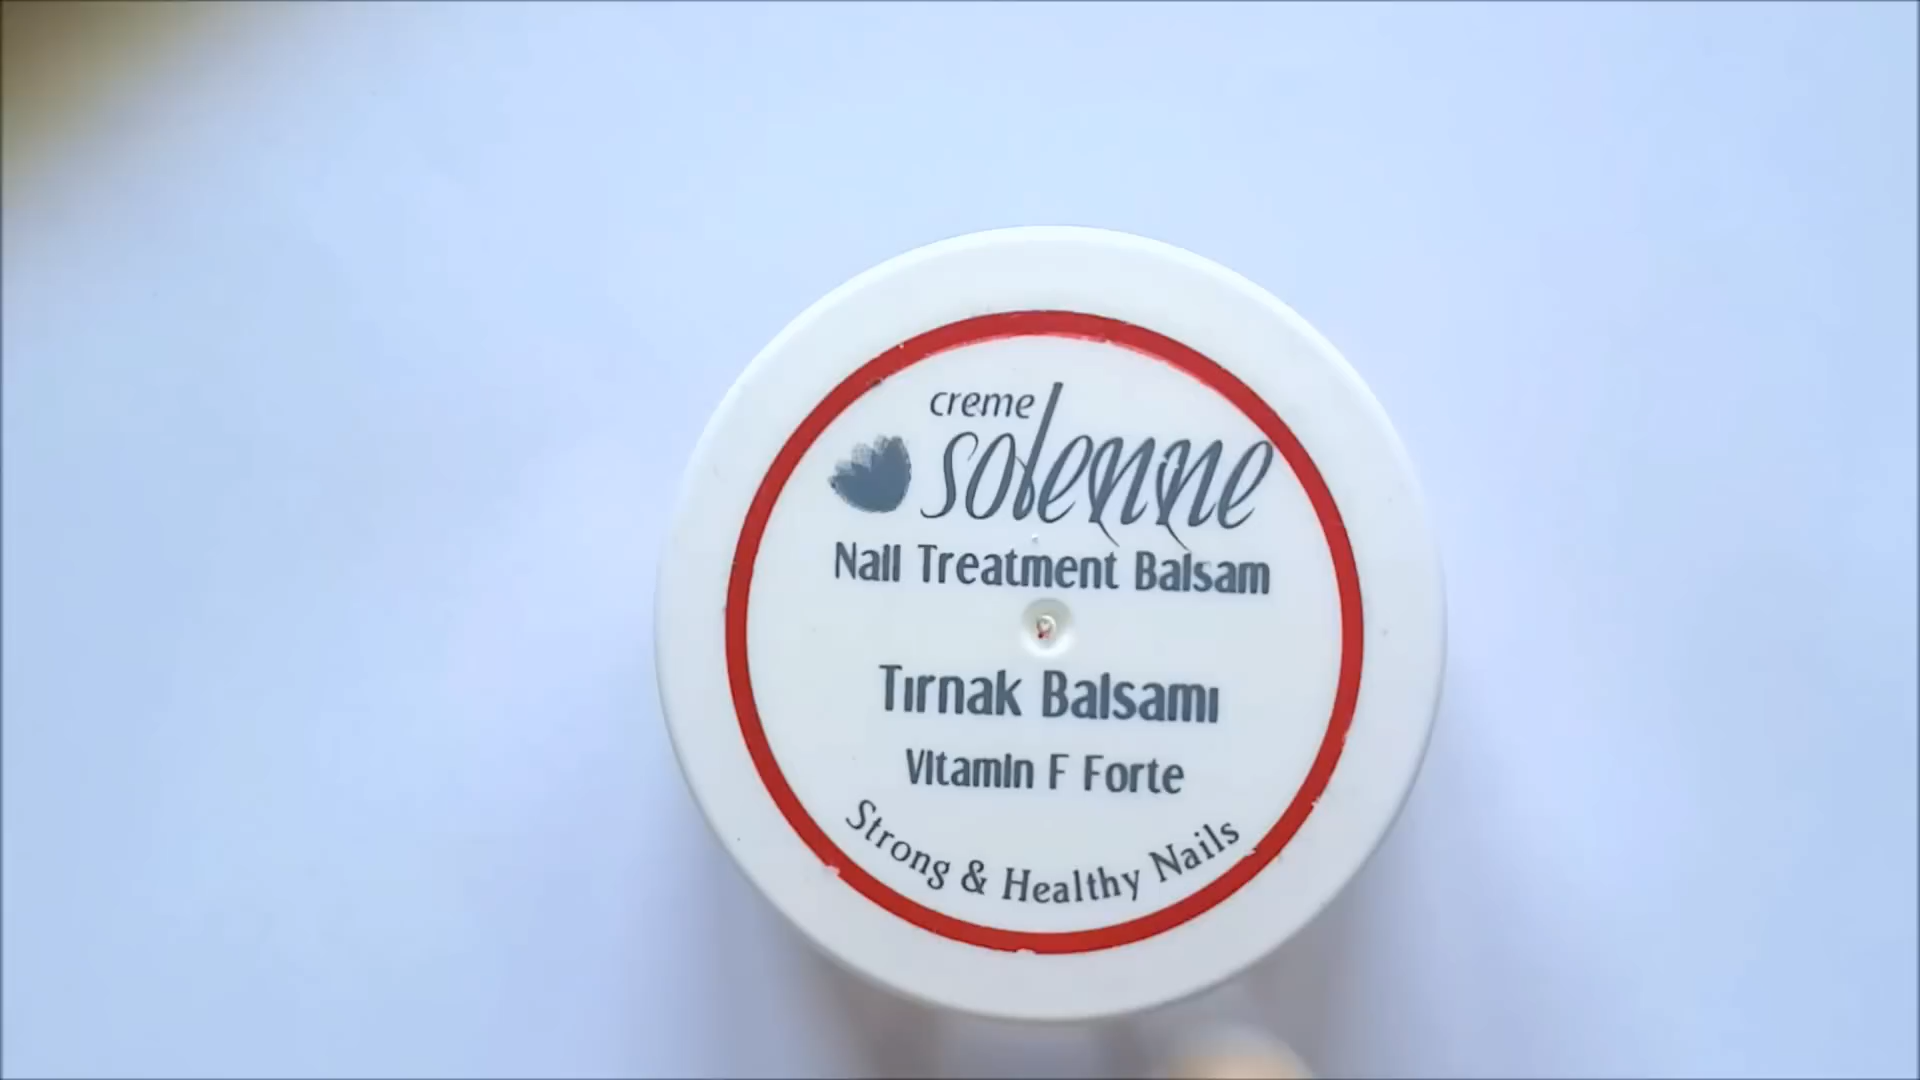 creme
solenne
Nail Treatment Balsam
Tırnak Balsamı
Vitamin F Forte
Strong & Healthy Nails